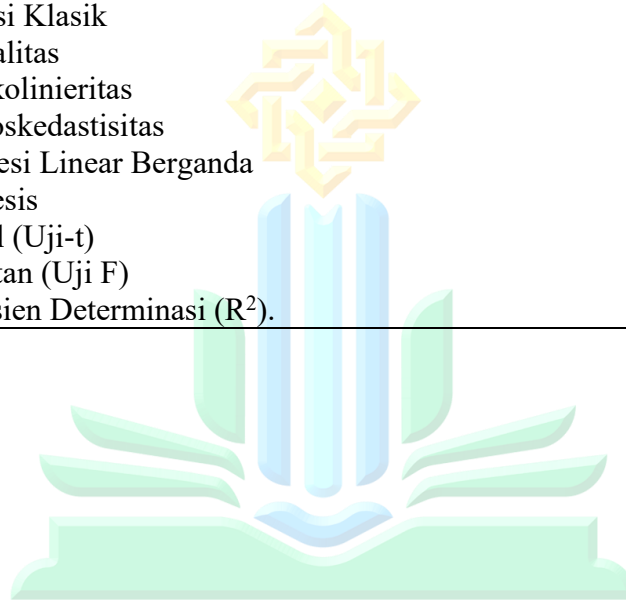 si Klasik
alitas
kolinieritas
oskedastisitas
esi Linear Berganda
esis
l (Uji-t)
tan (Uji F)
sien Determinasi (R²).